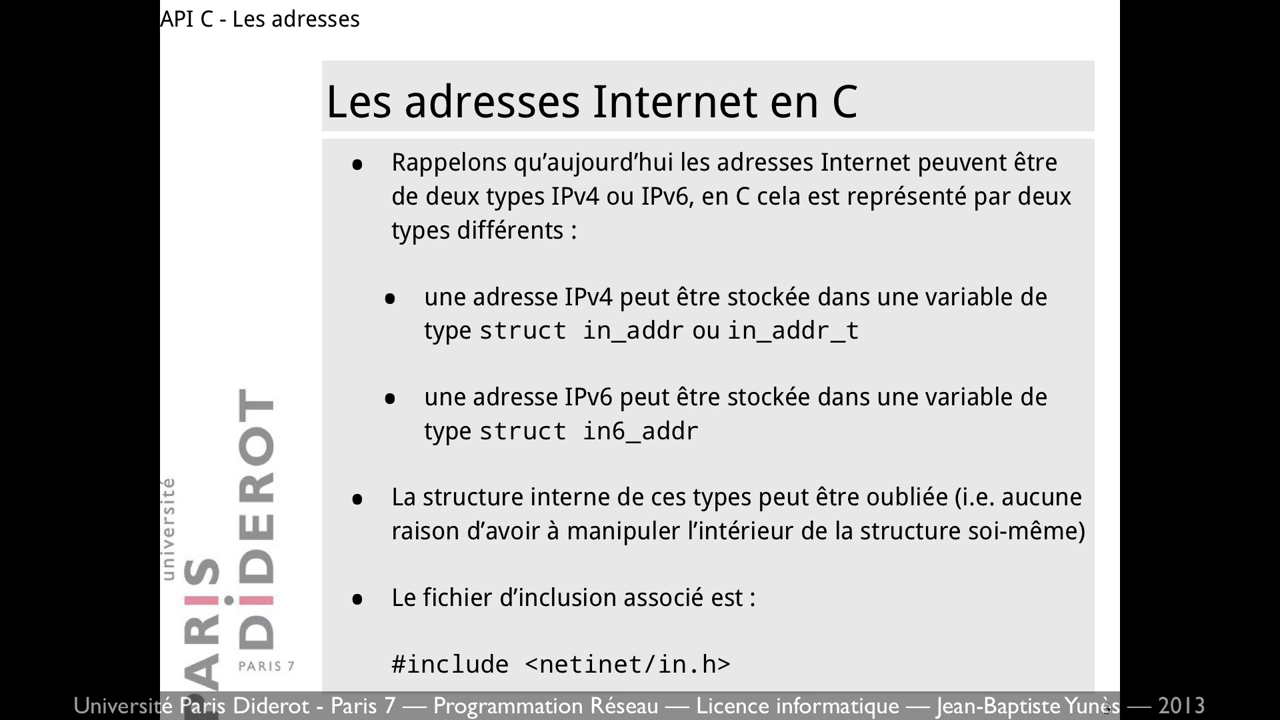 API C - Les adresses
Les adresses Internet en C
• Rappelons qu’aujourd’hui les adresses Internet peuvent être
de deux types IPv4 ou IPv6, en C cela est représenté par deux
types différents :
• une adresse IPv4 peut être stockée dans une variable de
type struct in_addr ou in_addr_t
• une adresse IPv6 peut être stockée dans une variable de
type struct in6_addr
• La structure interne de ces types peut être oubliée (i.e. aucune
raison d’avoir à manipuler l’intérieur de la structure soi-même)
• Le fichier d’inclusion associé est :
#include <netinet/in.h>
université
PARIS
DIDEROT
PARIS 7
Université Paris Diderot - Paris 7 — Programmation Réseau — Licence informatique — Jean-Baptiste Yunès — 2013